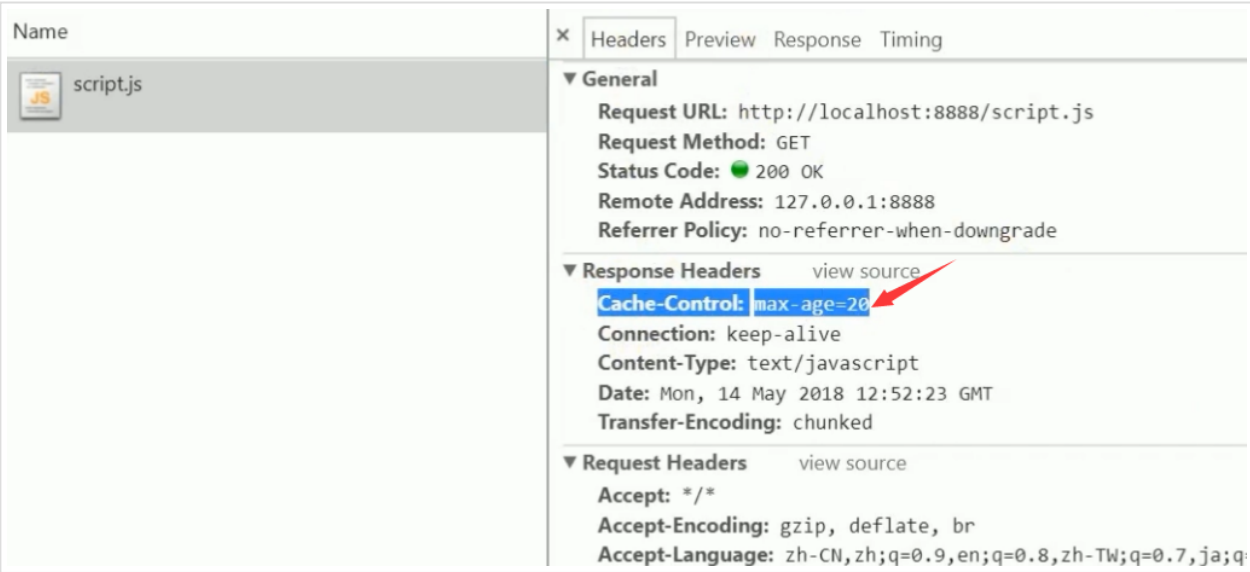 Name
script.js
JS
× Headers Preview Response Timing
▼ General
Request URL: http://localhost:8888/script.js
Request Method: GET
Status Code: 200 OK
Remote Address: 127.0.0.1:8888
Referrer Policy: no-referrer-when-downgrade
▼ Response Headers view source
Cache-Control: max-age=20
Connection: keep-alive
Content-Type: text/javascript
Date: Mon, 14 May 2018 12:52:23 GMT
Transfer-Encoding: chunked
▼ Request Headers view source
Accept: */*
Accept-Encoding: gzip, deflate, br
Accept-Language: zh-CN,zh;q=0.9,en;q=0.8,zh-TW;q=0.7,ja;q=